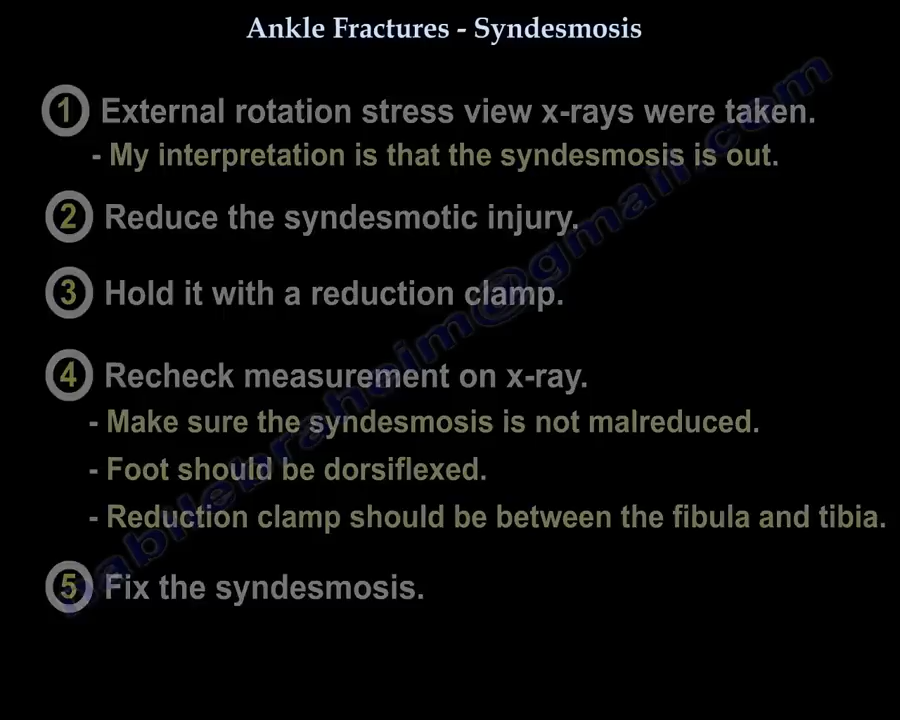 Ankle Fractures - Syndesmosis
1 External rotation stress view x-rays were taken.
- My interpretation is that the syndesmosis is out.
2 Reduce the syndesmotic injury.
3 Hold it with a reduction clamp.
4 Recheck measurement on x-ray.
- Make sure the syndesmosis is not malreduced.
- Foot should be dorsiflexed.
- Reduction clamp should be between the fibula and tibia.
5 Fix the syndesmosis.
nabilebraheim@gmail.com